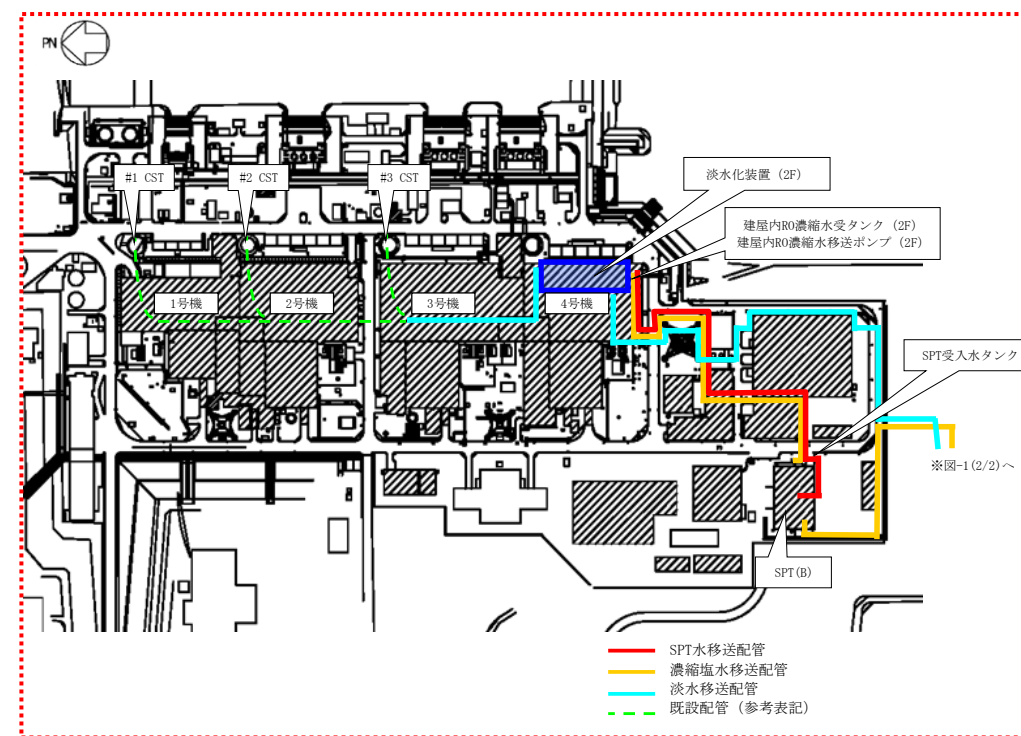 PN
#1 CST
#2 CST
#3 CST
淡水化装置 (2F)
建屋内RO濃縮水受タンク (2F)
建屋内RO濃縮水移送ポンプ (2F)
1号機
2号機
3号機
4号機
SPT受入水タンク
※図-1(2/2)へ
SPT(B)
SPT水移送配管
濃縮塩水移送配管
淡水移送配管
既設配管 (参考表記)